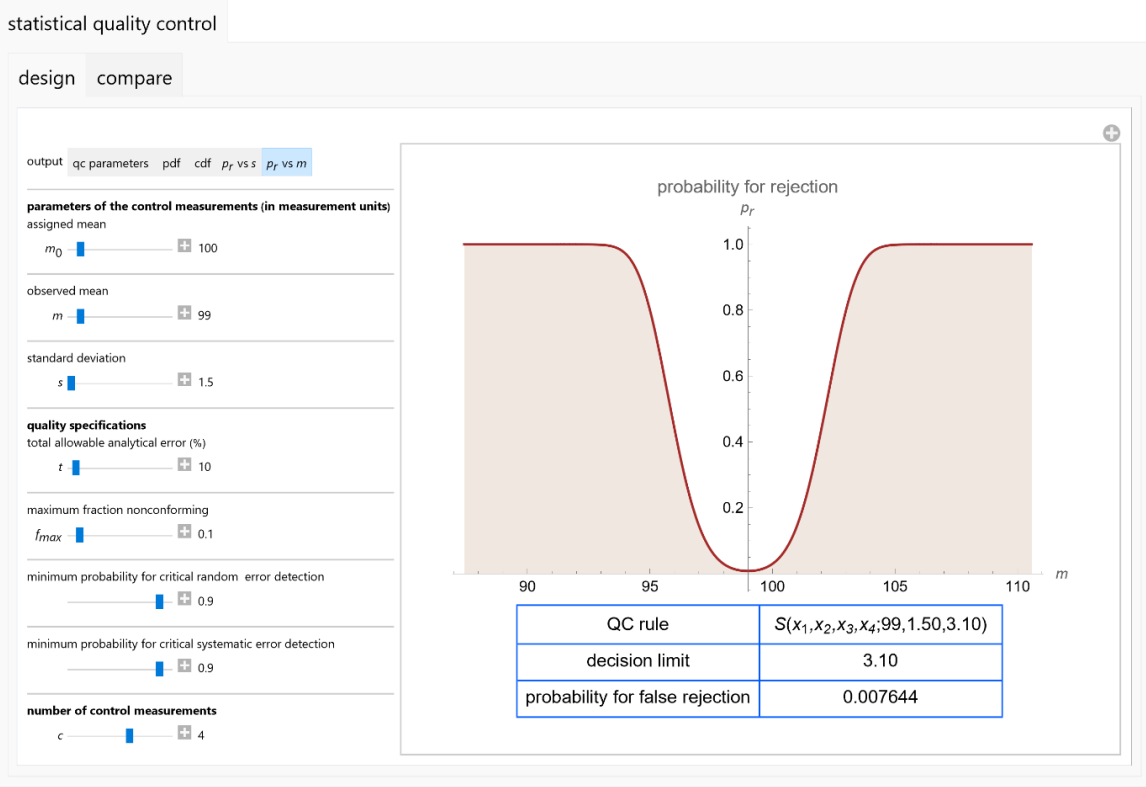 statistical quality control
design compare
output qc parameters pdf cdf pr vs s pr vs m
parameters of the control measurements (in measurement units)
assigned mean
m0 100
observed mean
m 99
standard deviation
s 1.5
quality specifications
total allowable analytical error (%)
t 10
maximum fraction nonconforming
fmax 0.1
minimum probability for critical random error detection
0.9
minimum probability for critical systematic error detection
0.9
number of control measurements
c 4
probability for rejection
pr
1.0
0.8
0.6
0.4
0.2
90 95 100 105 110 m
QC rule S(x1,x2,x3,x4;99,1.50,3.10)
decision limit 3.10
probability for false rejection 0.007644